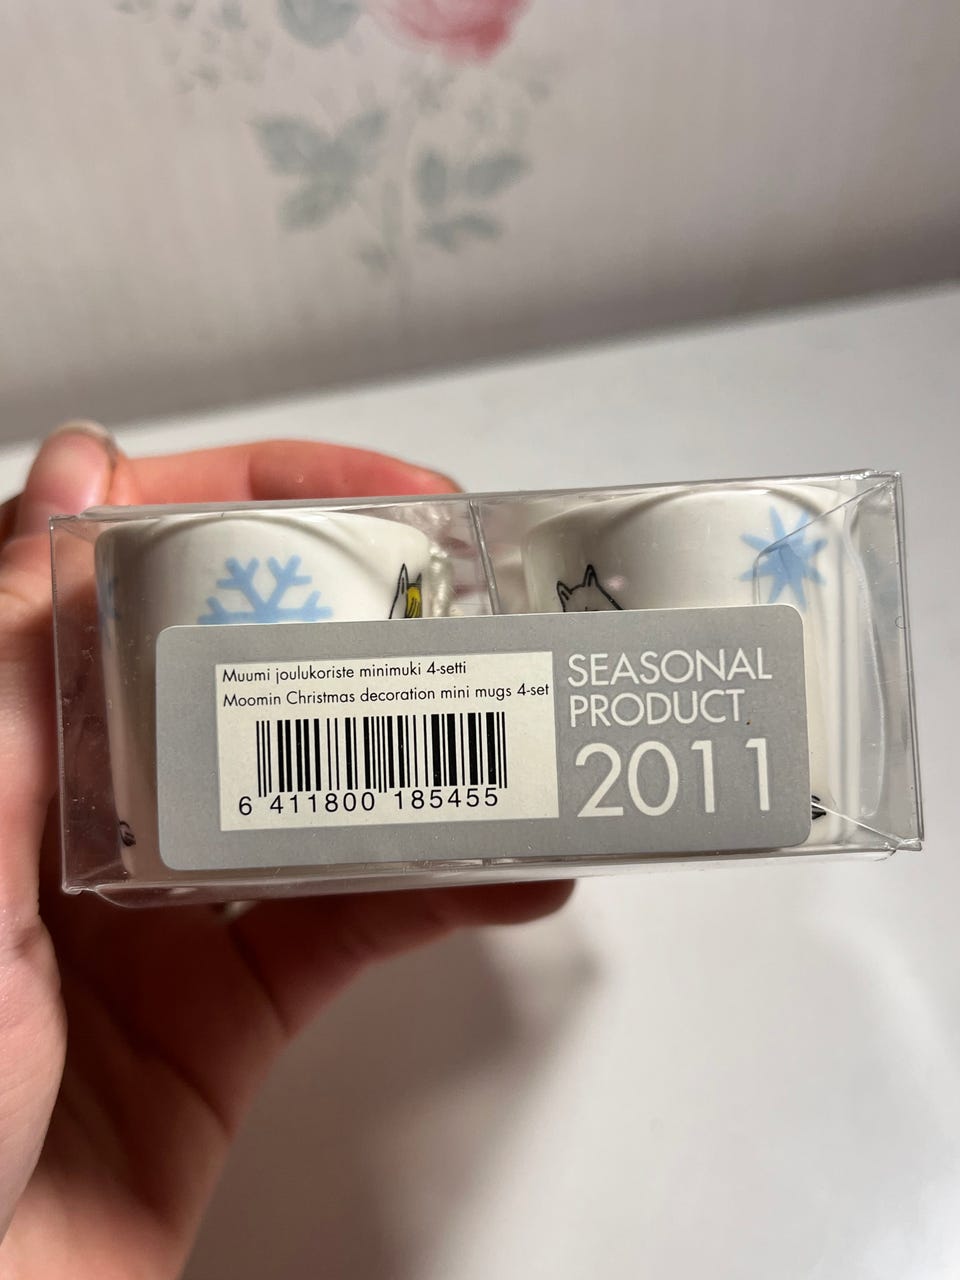 Muumi joulukoriste minimuki 4-setti
Moomin Christmas decoration mini mugs 4-set
6 411800 185455
SEASONAL
PRODUCT
2011